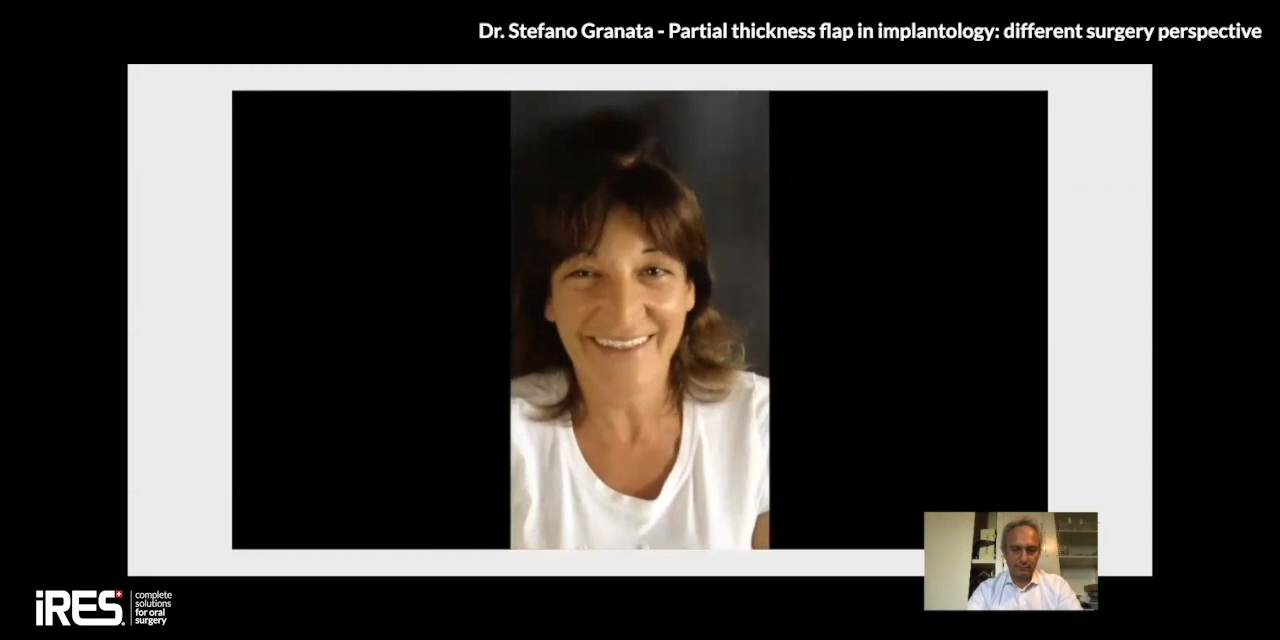 Dr. Stefano Granata - Partial thickness flap in implantology: different surgery perspective
iRES
complete
solutions
for oral
surgery